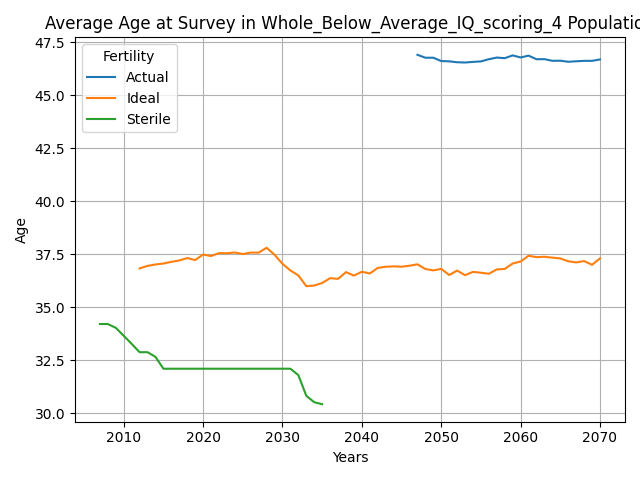 Average Age at Survey in Whole_Below_Average_IQ_scoring_4 Populatio
Fertility
Actual
Ideal
Sterile
47.5
45.0
42.5
40.0
37.5
35.0
32.5
30.0
Age
2010 2020 2030 2040 2050 2060 2070
Years